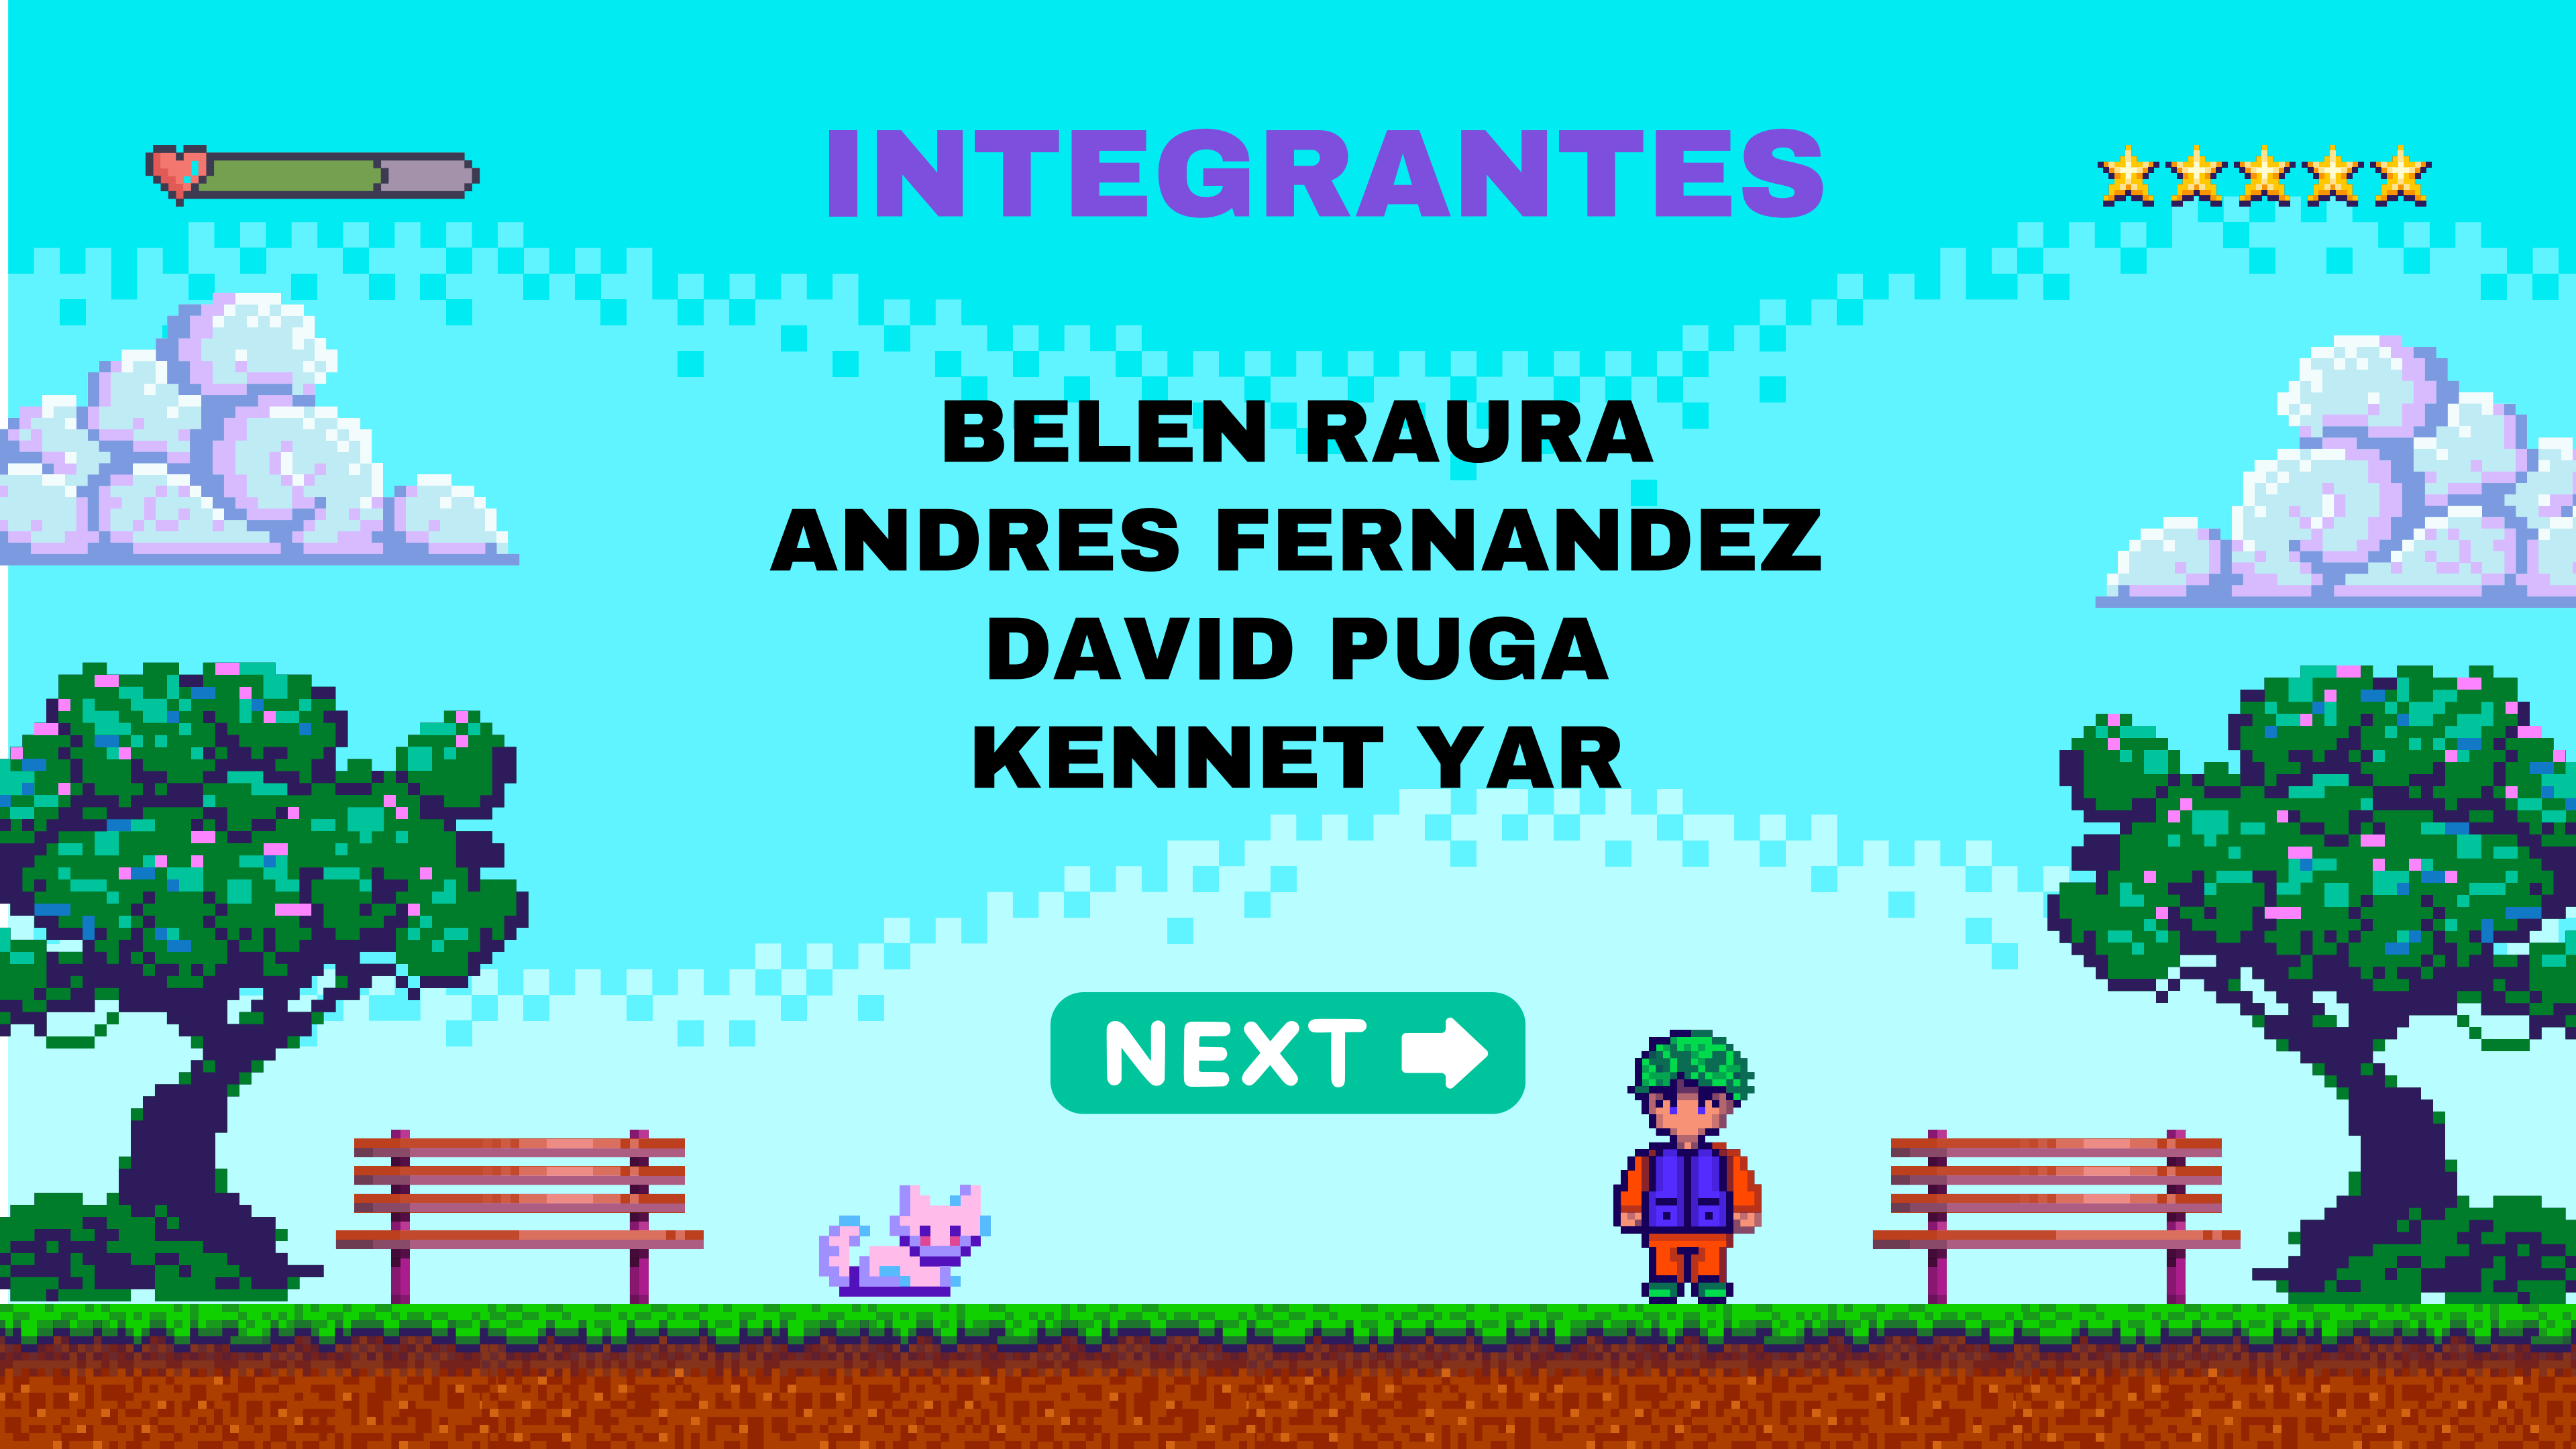 INTEGRANTES
BELEN RAURA
ANDRES FERNANDEZ
DAVID PUGA
KENNET YAR
NEXT